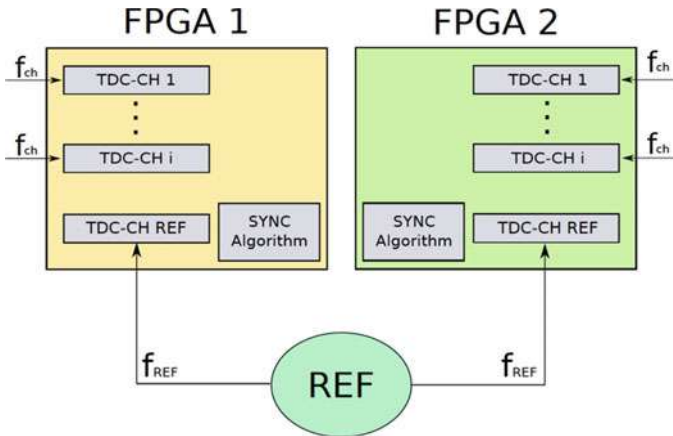 FPGA 1
FPGA 2
fch
TDC-CH 1
TDC-CH 1
fch
fch
TDC-CH i
TDC-CH i
fch
TDC-CH REF
SYNC
Algorithm
SYNC
Algorithm
TDC-CH REF
fREF
REF
fREF